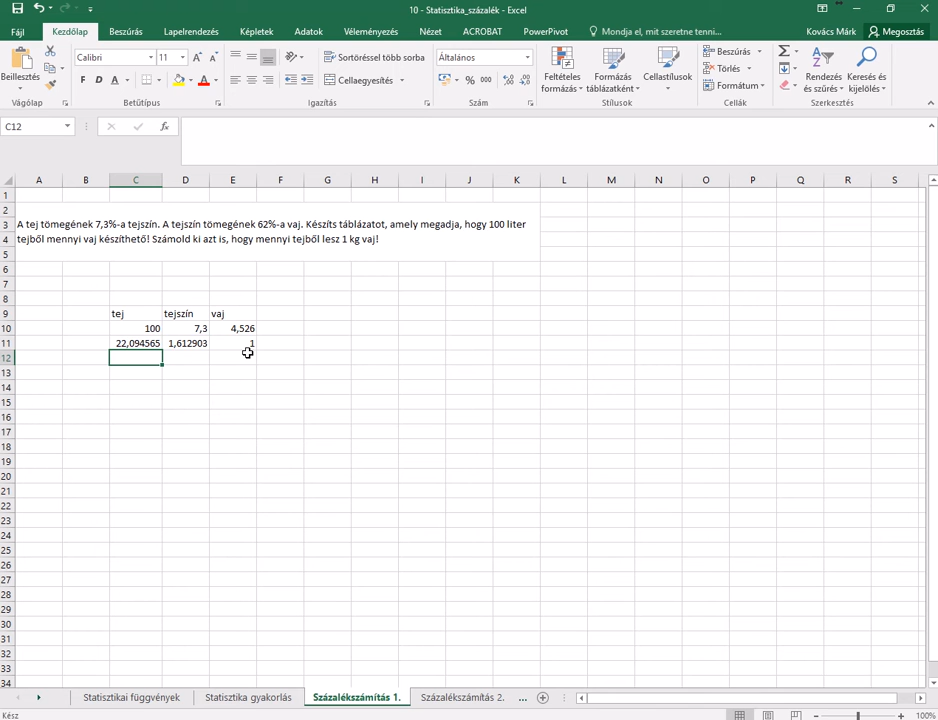 10 - Statisztika_százalék - Excel
Fájl Kezdőlap Beszúrás Lapelrendezés Képletek Adatok Véleményezés Nézet ACROBAT PowerPivot Mondja el, mit szeretne tenni... Kovács Márk Megosztás
Calibri 11 Sortöréssel több sorba Általános Beszúrás
Beillesztés F D A Cellaegyesítés % 000 Feltételes formázás Formázás táblázatként Cellastílusok Törlés Formátum Rendezés és szűrés Keresés és kijelölés
Vágólap Betűtípus Igazítás Szám Stílusok Cellák Szerkesztés
C12 fx
A B C D E F G H I J K L M N O P Q R S
1
2
3 A tej tömegének 7,3%-a tejszín. A tejszín tömegének 62%-a vaj. Készíts táblázatot, amely megadja, hogy 100 liter
4 tejből mennyi vaj készíthető! Számold ki azt is, hogy mennyi tejből lesz 1 kg vaj!
5
6
7
8
9 tej tejszín vaj
10 100 7,3 4,526
11 22,094565 1,612903 1
12
13
14
15
16
17
18
19
20
21
22
23
24
25
26
27
28
29
30
31
32
33
34
Statisztikai függvények Statisztika gyakorlás Százalékszámítás 1. Százalékszámítás 2. ...
Kész 100%